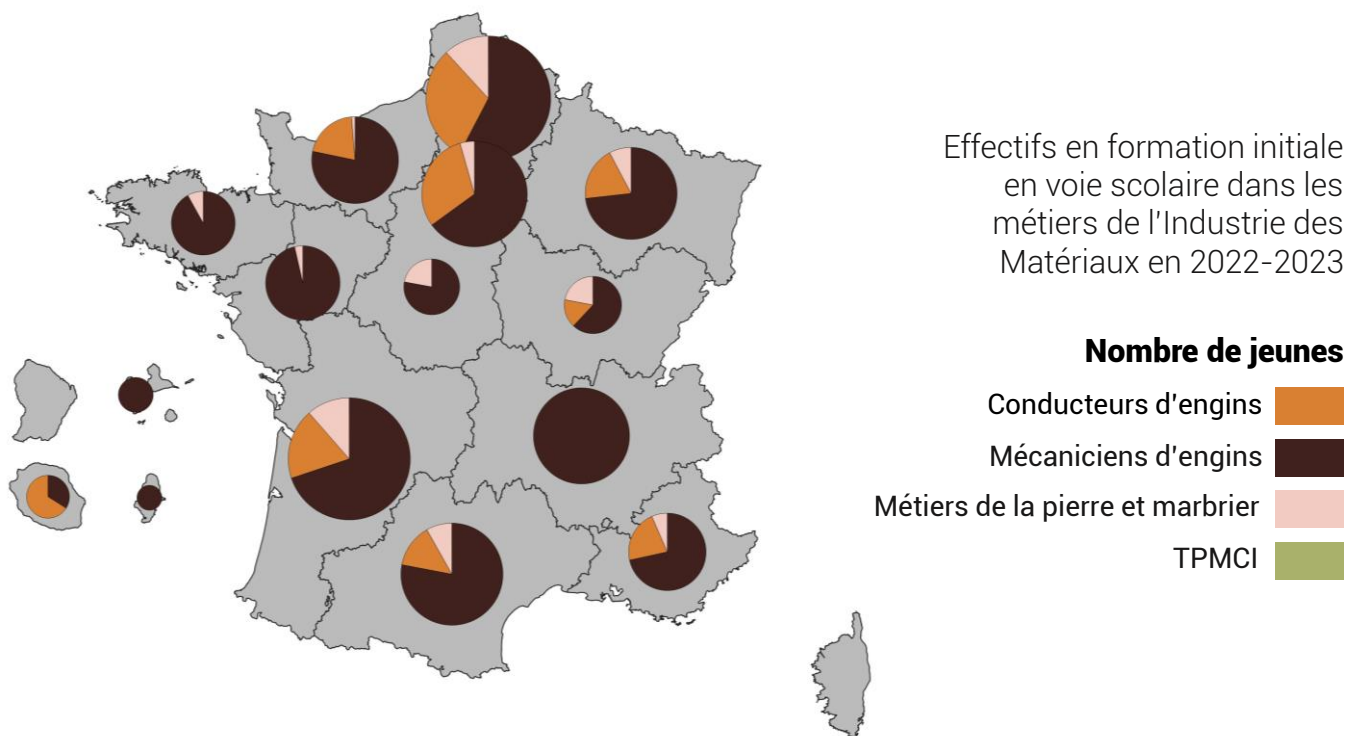 Effectifs en formation initiale
en voie scolaire dans les
métiers de l'Industrie des
Matériaux en 2022-2023
Nombre de jeunes
Conducteurs d'engins
Mécaniciens d'engins
Métiers de la pierre et marbrier
TPMCI